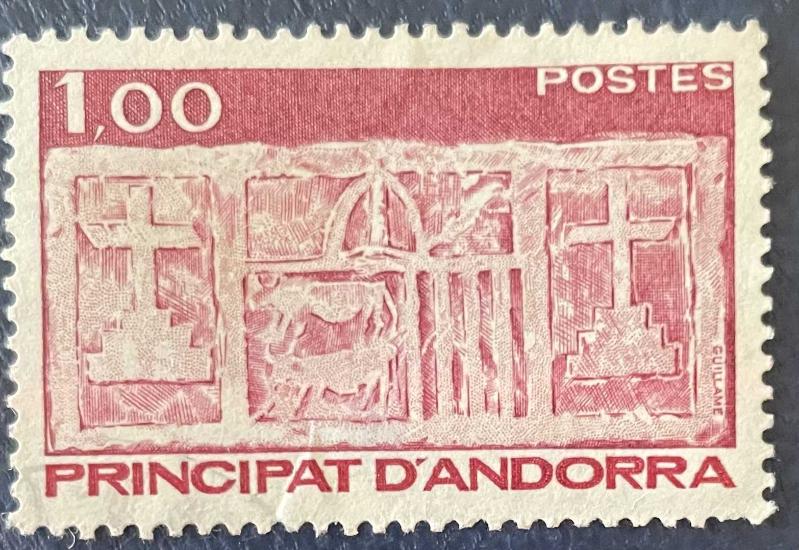 1,00
POSTES
GUILLAME
PRINCIPAT D'ANDORRA